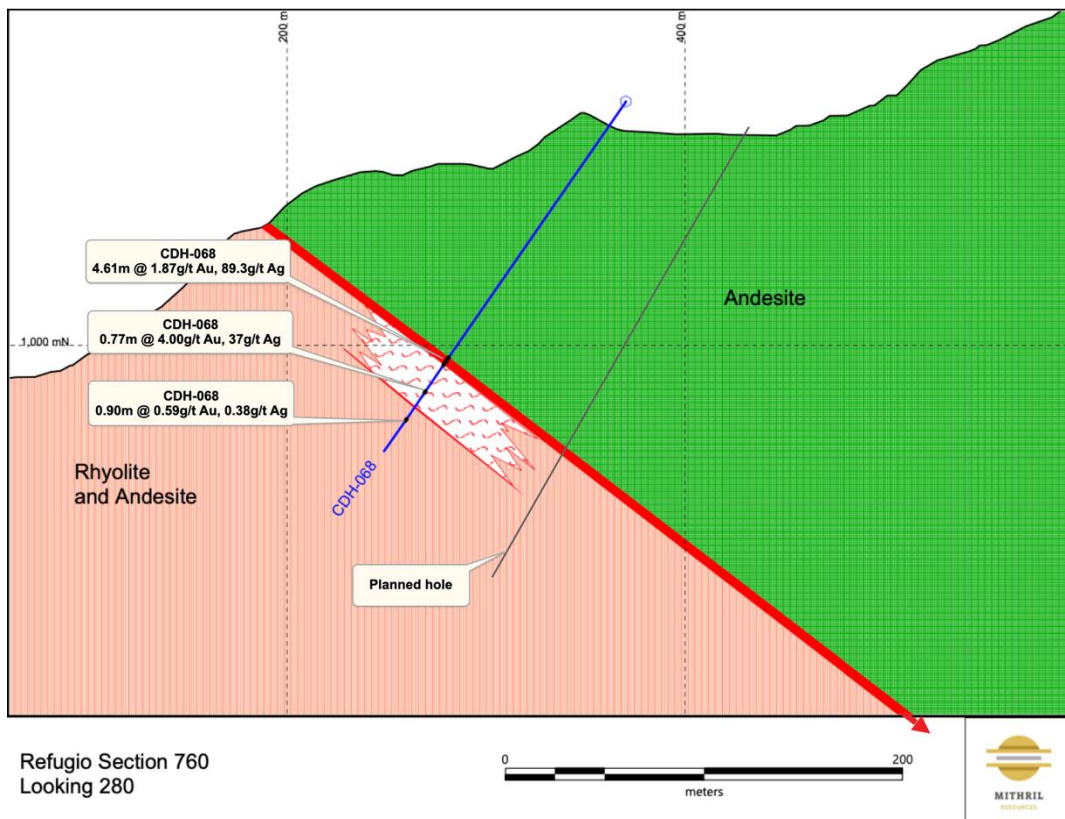 200 m
400 m
CDH-068
4.61m @ 1.87g/t Au, 89.3g/t Ag
Andesite
CDH-068
0.77m @ 4.00g/t Au, 37g/t Ag
1,000 mN
CDH-068
0.90m @ 0.59g/t Au, 0.38g/t Ag
Rhyolite
and Andesite
CDH-068
Planned hole
Refugio Section 760
Looking 280
0
200
meters
MITHRIL
RESOURCES